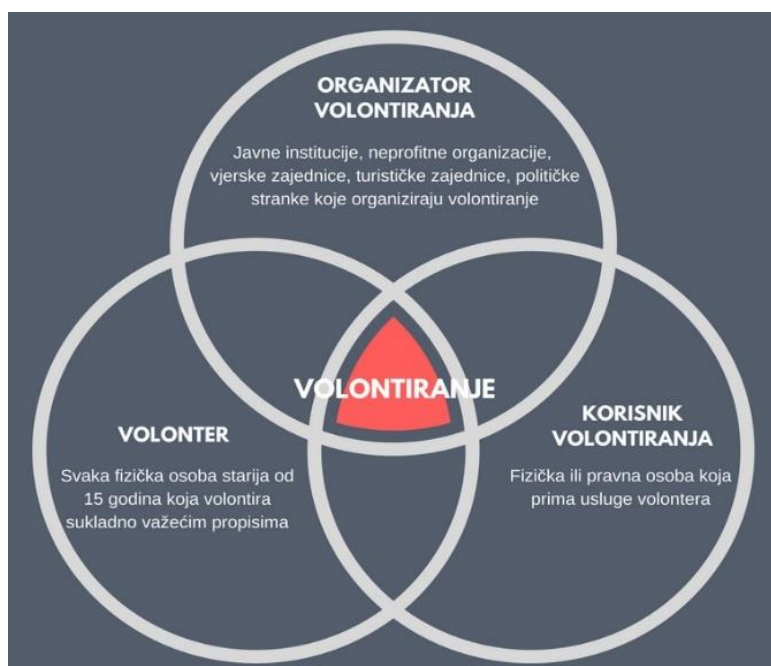 ORGANIZATOR
VOLONTIRANJA
Javne institucije, neprofitne organizacije,
vjerske zajednice, turističke zajednice, političke
stranke koje organiziraju volontiranje
VOLONTIRANJE
VOLONTER
Svaka fizička osoba starija od
15 godina koja volontira
sukladno važećim propisima
KORISNIK
VOLONTIRANJA
Fizička ili pravna osoba koja
prima usluge volontera